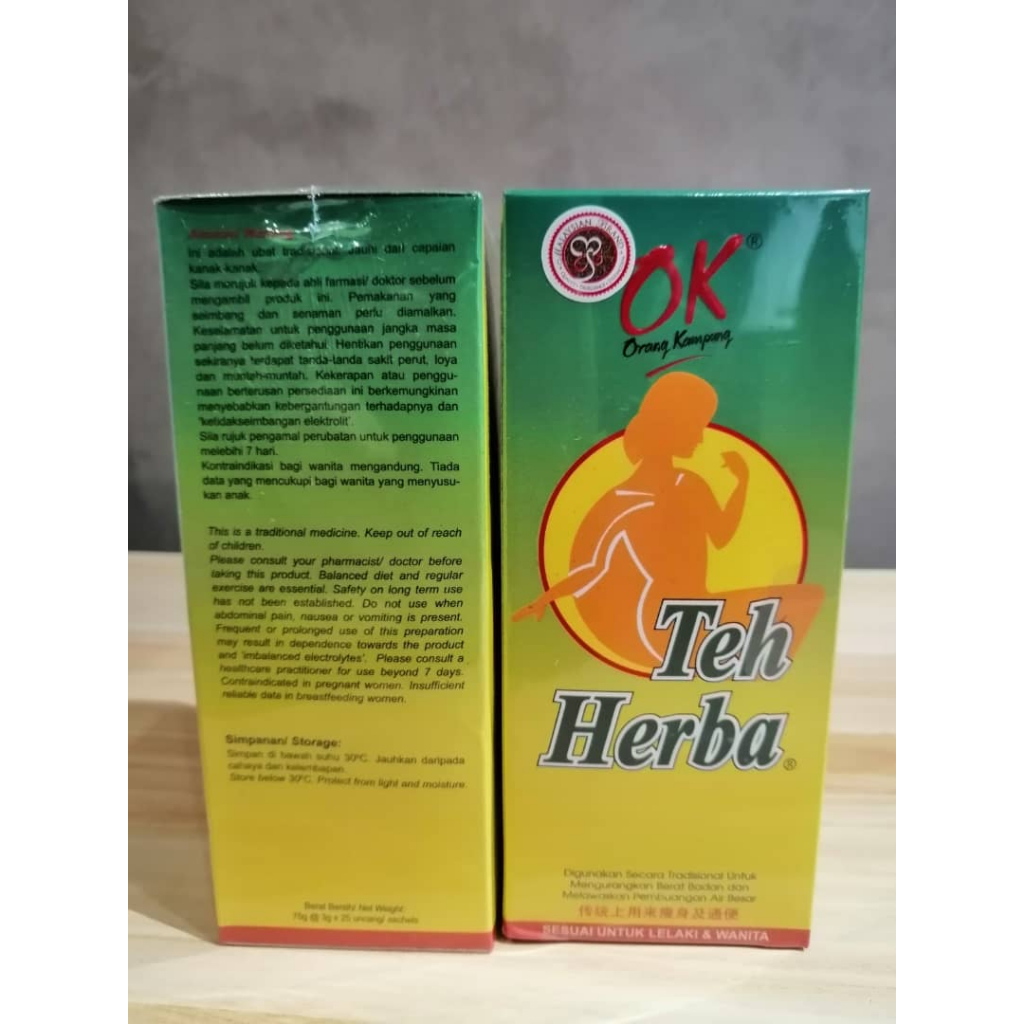 Amaran/ Warning:
Ini adalah ubat tradisional. Jauhi dari capaian
kanak-kanak.
Sila morujuk kepada ahli farmasi/ doktor sebelum
mengambil produk ini. Pemakanan yang
seimbang dan senaman perlu diamalkan.
Keselamatan untuk penggunaan jangka masa
panjang belum diketahui. Hentikan penggunaan
sekiranya terdapat tanda-tanda sakit perut, loya
dan muntah-muntah. Kekerapan atau penggu-
naan berterusan persediaan ini berkemungkinan
menyebabkan kebergantungan terhadapnya dan
'ketidakseimbangan elektrolit'.
Sila rujuk pengamal perubatan untuk penggunaan
melebihi 7 hari.
Kontraindikasi bagi wanita mengandung. Tiada
data yang mencukupi bagi wanita yang menyusu-
kan anak.
This is a traditional medicine. Keep out of reach
of children.
Please consult your pharmacist/ doctor before
taking this product. Balanced diet and regular
exercise are essential. Safety on long term use
has not been established. Do not use when
abdominal pain, nausea or vomiting is present.
Frequent or prolonged use of this preparation
may result in dependence towards the product
and 'imbalanced electrolytes'. Please consult a
healthcare practitioner for use beyond 7 days.
Contraindicated in pregnant women. Insufficient
reliable data in breastfeeding women.
Simpanan/ Storage:
Simpan di bawah suhu 30°C. Jauhkan daripada
cahaya dan kelembapan.
Store below 30°C. Protect from light and moisture.
Berat Bersih/ Net Weight:
75g @ 3g x 25 uncang/ sachets
MALAYSIAN BRAND
OK®
Orang Kampung
Teh
Herba®
Digunakan Secara Tradisional Untuk
Mengurangkan Berat Badan dan
Melawaskan Pembuangan Air Besar
传统上用来瘦身及通便
SESUAI UNTUK LELAKI & WANITA